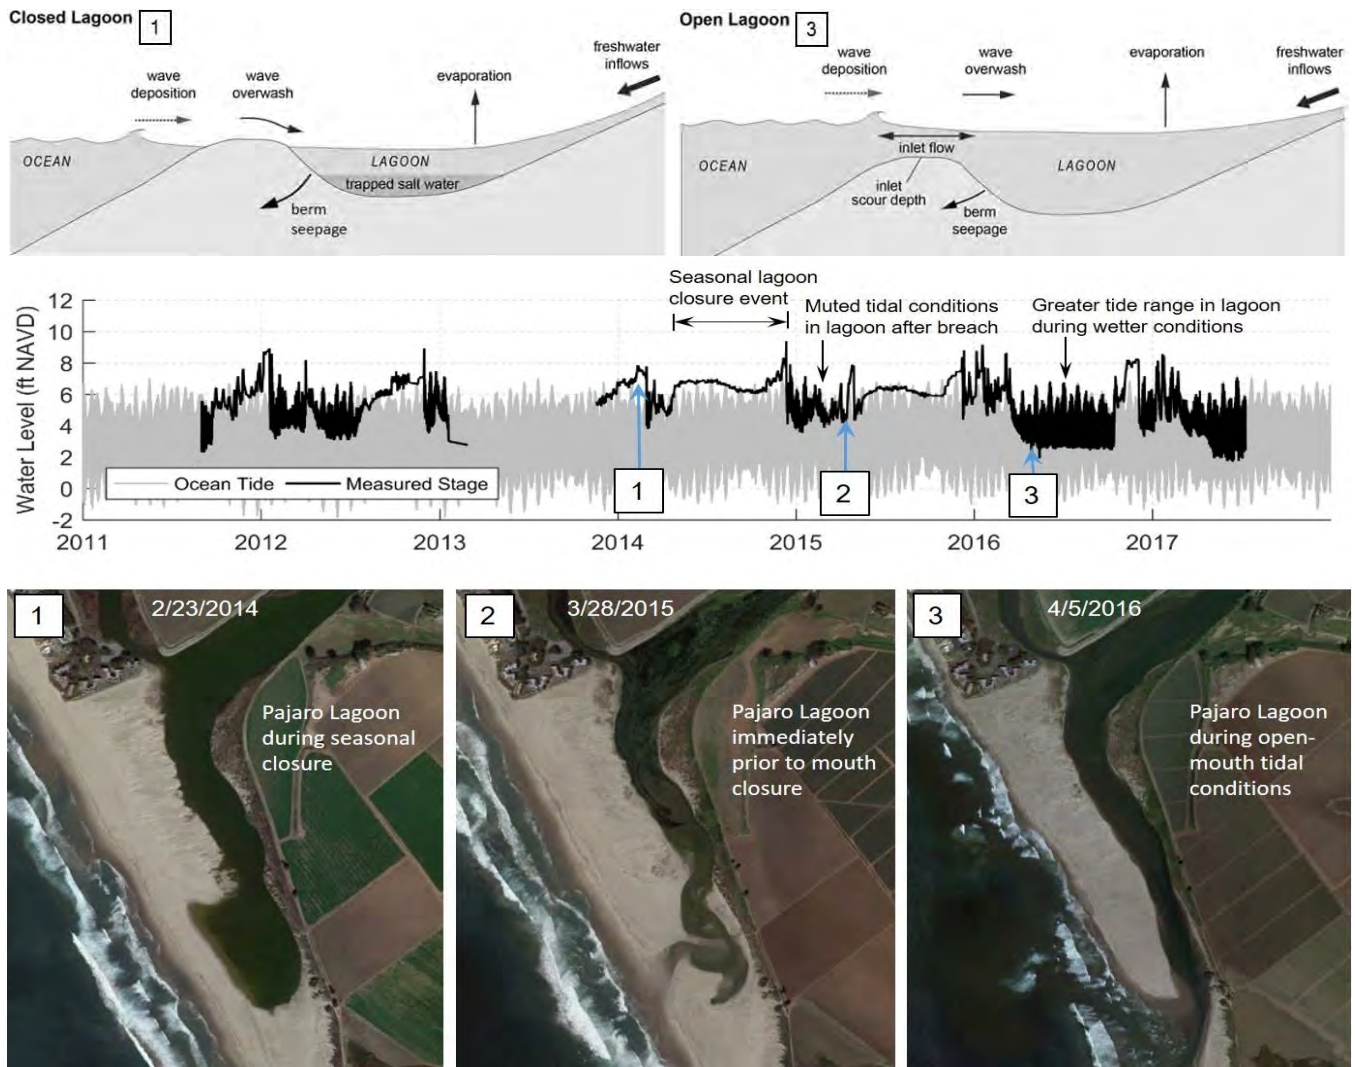 Closed Lagoon 1
wave
deposition
wave
overwash
evaporation
freshwater
inflows
OCEAN
LAGOON
trapped salt water
berm
seepage
Open Lagoon 3
wave
deposition
wave
overwash
evaporation
freshwater
inflows
OCEAN
inlet flow
LAGOON
inlet
scour depth
berm
seepage
Seasonal lagoon
closure event
Muted tidal conditions
in lagoon after breach
Greater tide range in lagoon
during wetter conditions
Water Level (ft NAVD)
12
10
8
6
4
2
0
-2
Ocean Tide
Measured Stage
1
2
3
2011
2012
2013
2014
2015
2016
2017
1
2/23/2014
Pajaro Lagoon
during seasonal
closure
2
3/28/2015
Pajaro Lagoon
immediately
prior to mouth
closure
3
4/5/2016
Pajaro Lagoon
during open-
mouth tidal
conditions